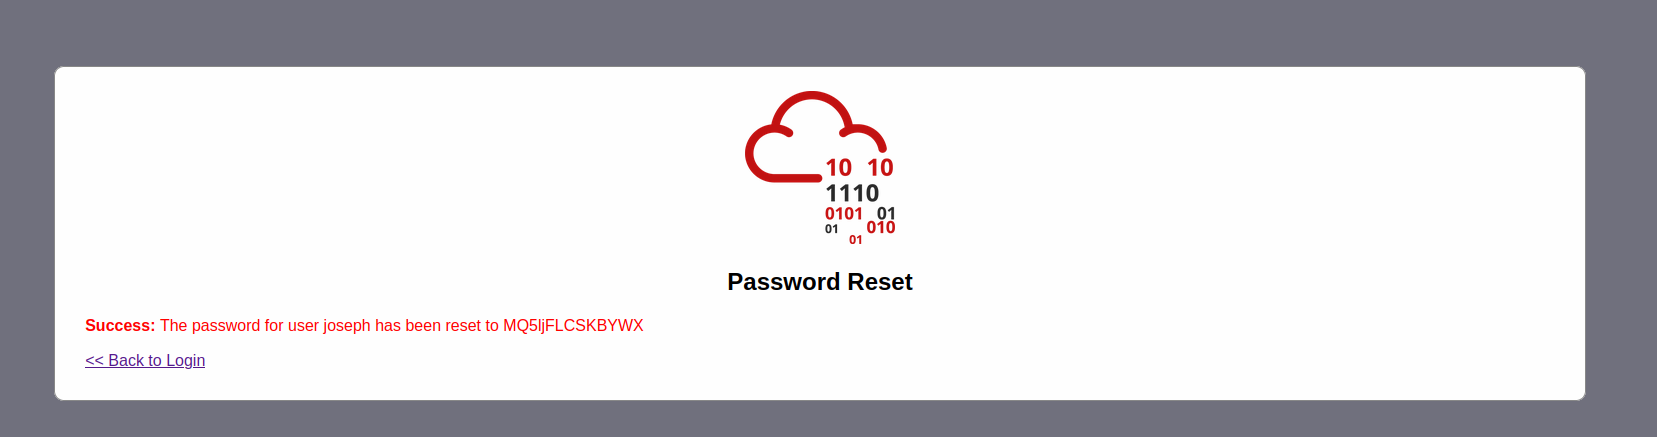 10 10
1110
0101 01
01 010
01
Password Reset
Success: The password for user joseph has been reset to MQ5ljFLCSKBYWX
<< Back to Login